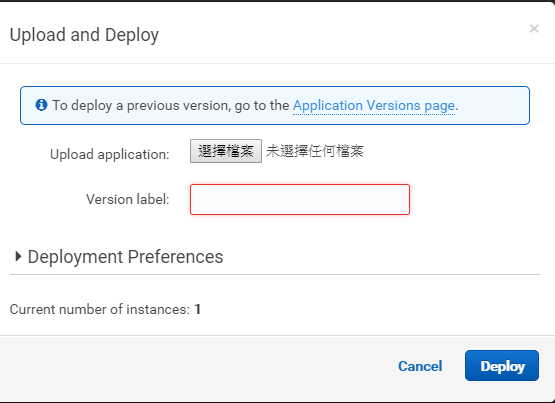 Upload and Deploy
×
To deploy a previous version, go to the Application Versions page.
Upload application: 選擇檔案 未選擇任何檔案
Version label:
Deployment Preferences
Current number of instances: 1
Cancel Deploy